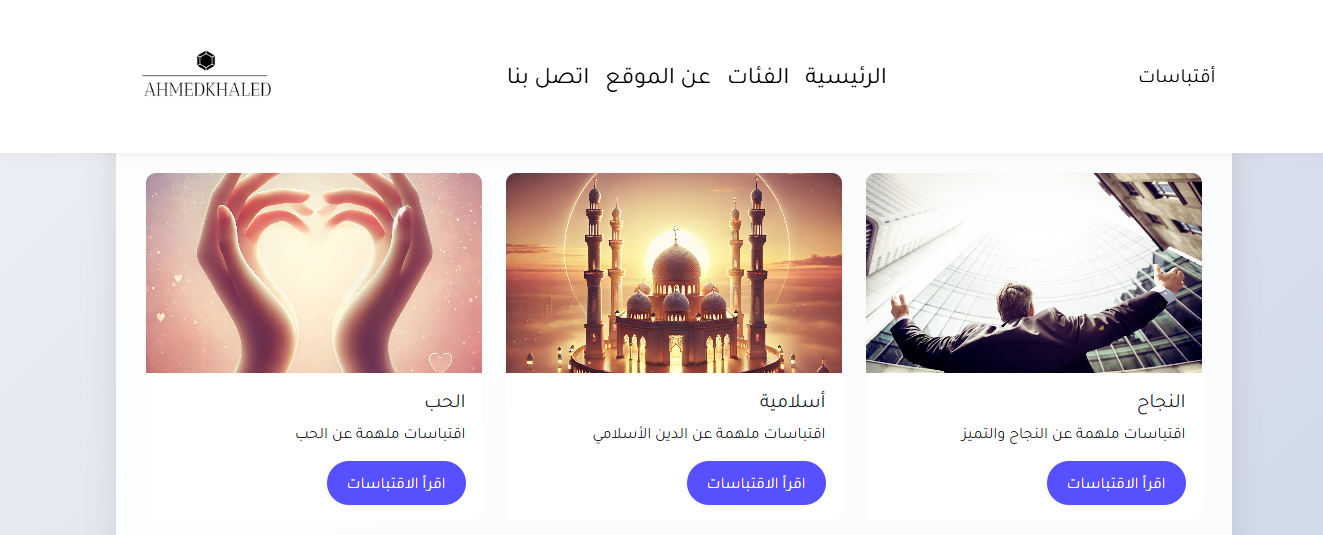 أقتباسات
الرئيسية الفئات عن الموقع اتصل بنا
AHMEDKHALED
النجاح
اقتباسات ملهمة عن النجاح والتميز
اقرأ الاقتباسات
أسلامية
اقتباسات ملهمة عن الدين الأسلامي
اقرأ الاقتباسات
الحب
اقتباسات ملهمة عن الحب
اقرأ الاقتباسات